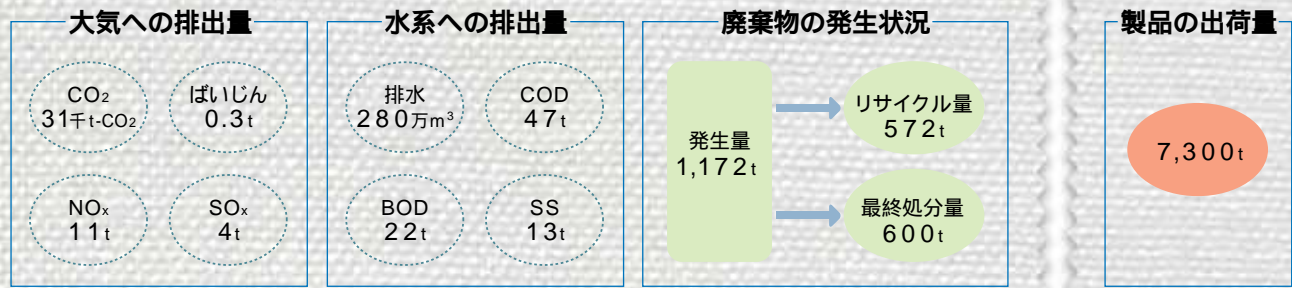 大気への排出量
CO₂
31千t-CO₂
ばいじん
0.3t
NOx
11t
SOx
4t
水系への排出量
排水
280万m³
COD
47t
BOD
22t
SS
13t
廃棄物の発生状況
発生量
1,172t
リサイクル量
572t
最終処分量
600t
製品の出荷量
7,300t